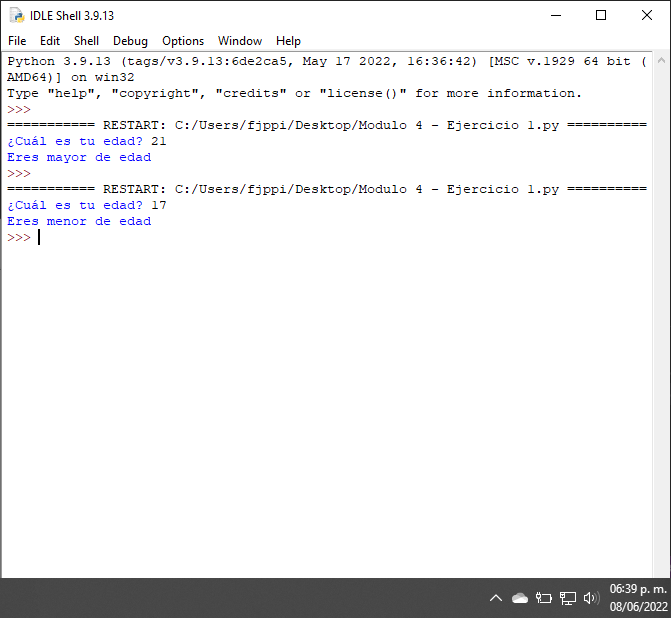 IDLE Shell 3.9.13
File Edit Shell Debug Options Window Help
Python 3.9.13 (tags/v3.9.13:6de2ca5, May 17 2022, 16:36:42) [MSC v.1929 64 bit (
AMD64)] on win32
Type "help", "copyright", "credits" or "license()" for more information.
>>>
=========== RESTART: C:/Users/fjppi/Desktop/Modulo 4 - Ejercicio 1.py ==========
¿Cuál es tu edad? 21
Eres mayor de edad
>>>
=========== RESTART: C:/Users/fjppi/Desktop/Modulo 4 - Ejercicio 1.py ==========
¿Cuál es tu edad? 17
Eres menor de edad
>>>
06:39 p. m.
08/06/2022